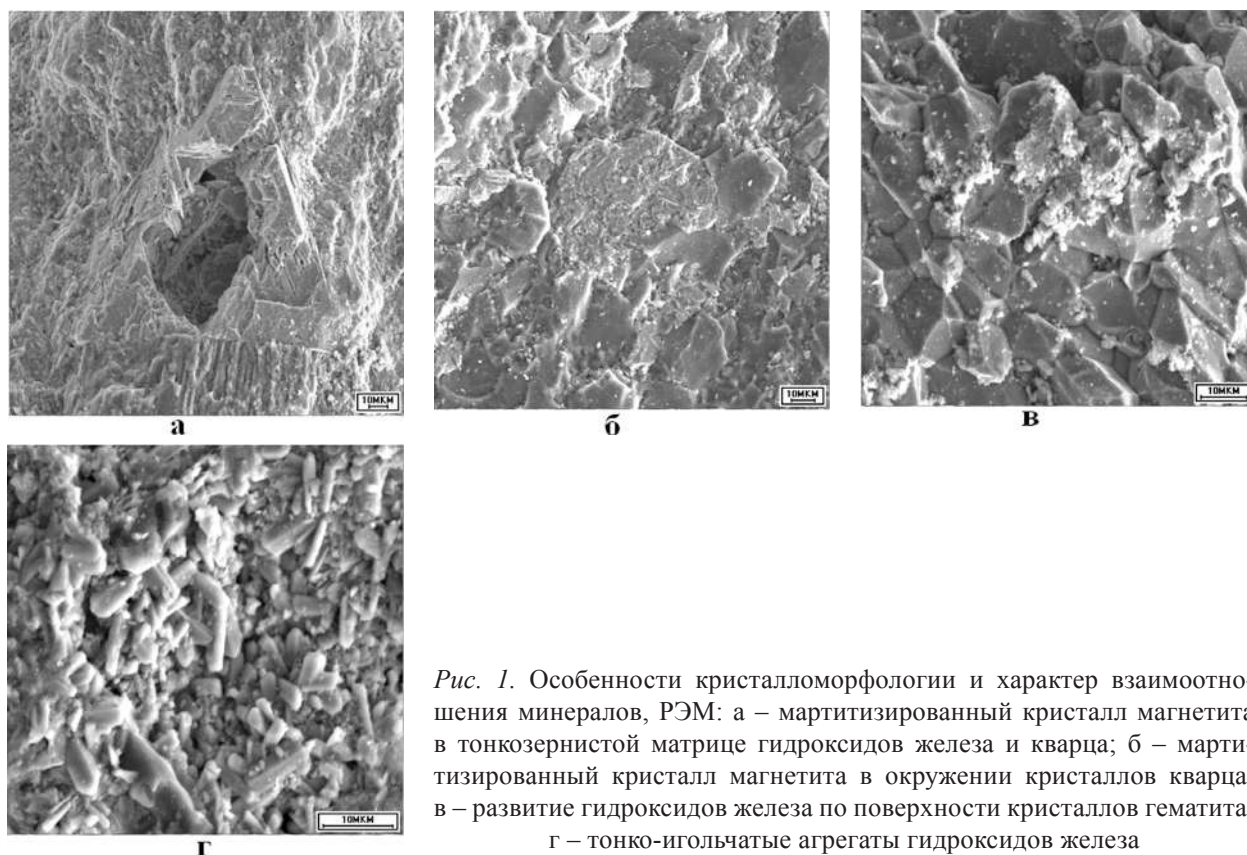 10МКМ
10МКМ
10МКМ
а
б
в
10МКМ
г
Рис. 1. Особенности кристалломорфологии и характер взаимоотно-
шения минералов, РЭМ: а – мартитизированный кристалл магнетита
в тонкозернистой матрице гидроксидов железа и кварца; б – марти-
тизированный кристалл магнетита в окружении кристаллов кварца
в – развитие гидроксидов железа по поверхности кристаллов гематита
г – тонко-игольчатые агрегаты гидроксидов железа